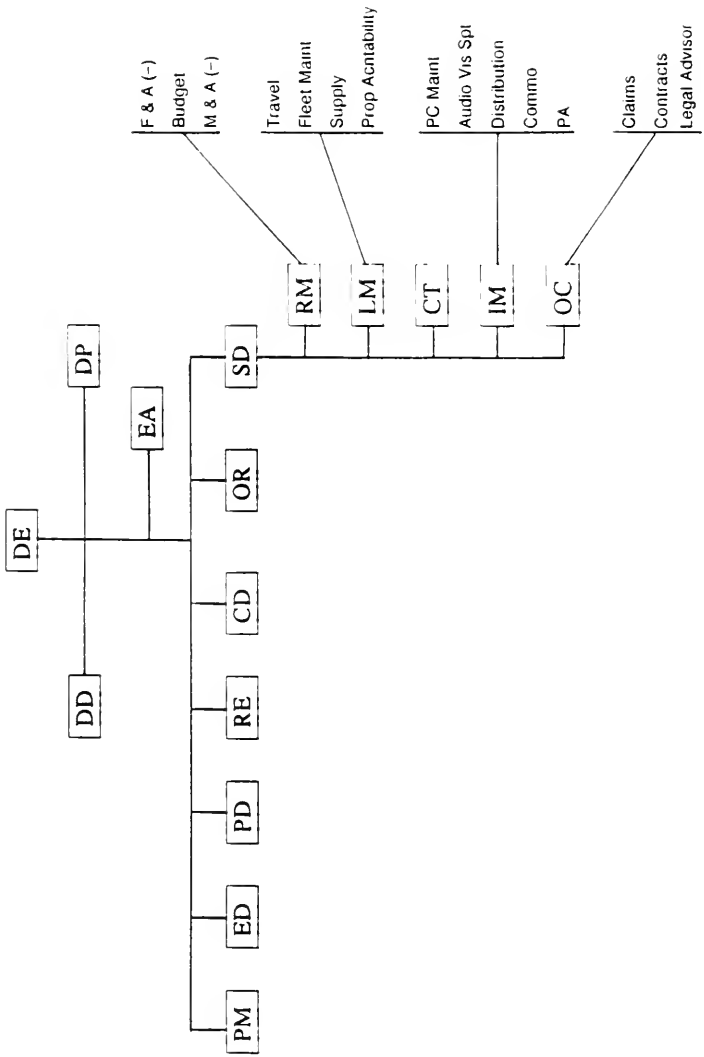 DE
DD
DP
EA
PM
ED
PD
RE
CD
OR
SD
RM
LM
CT
IM
OC
F & A (-)
Budget
M & A (-)
Travel
Fleet Maint
Supply
Prop Acntability
PC Maint
Audio Vis Spt
Distribution
Commo
PA
Claims
Contracts
Legal Advisor